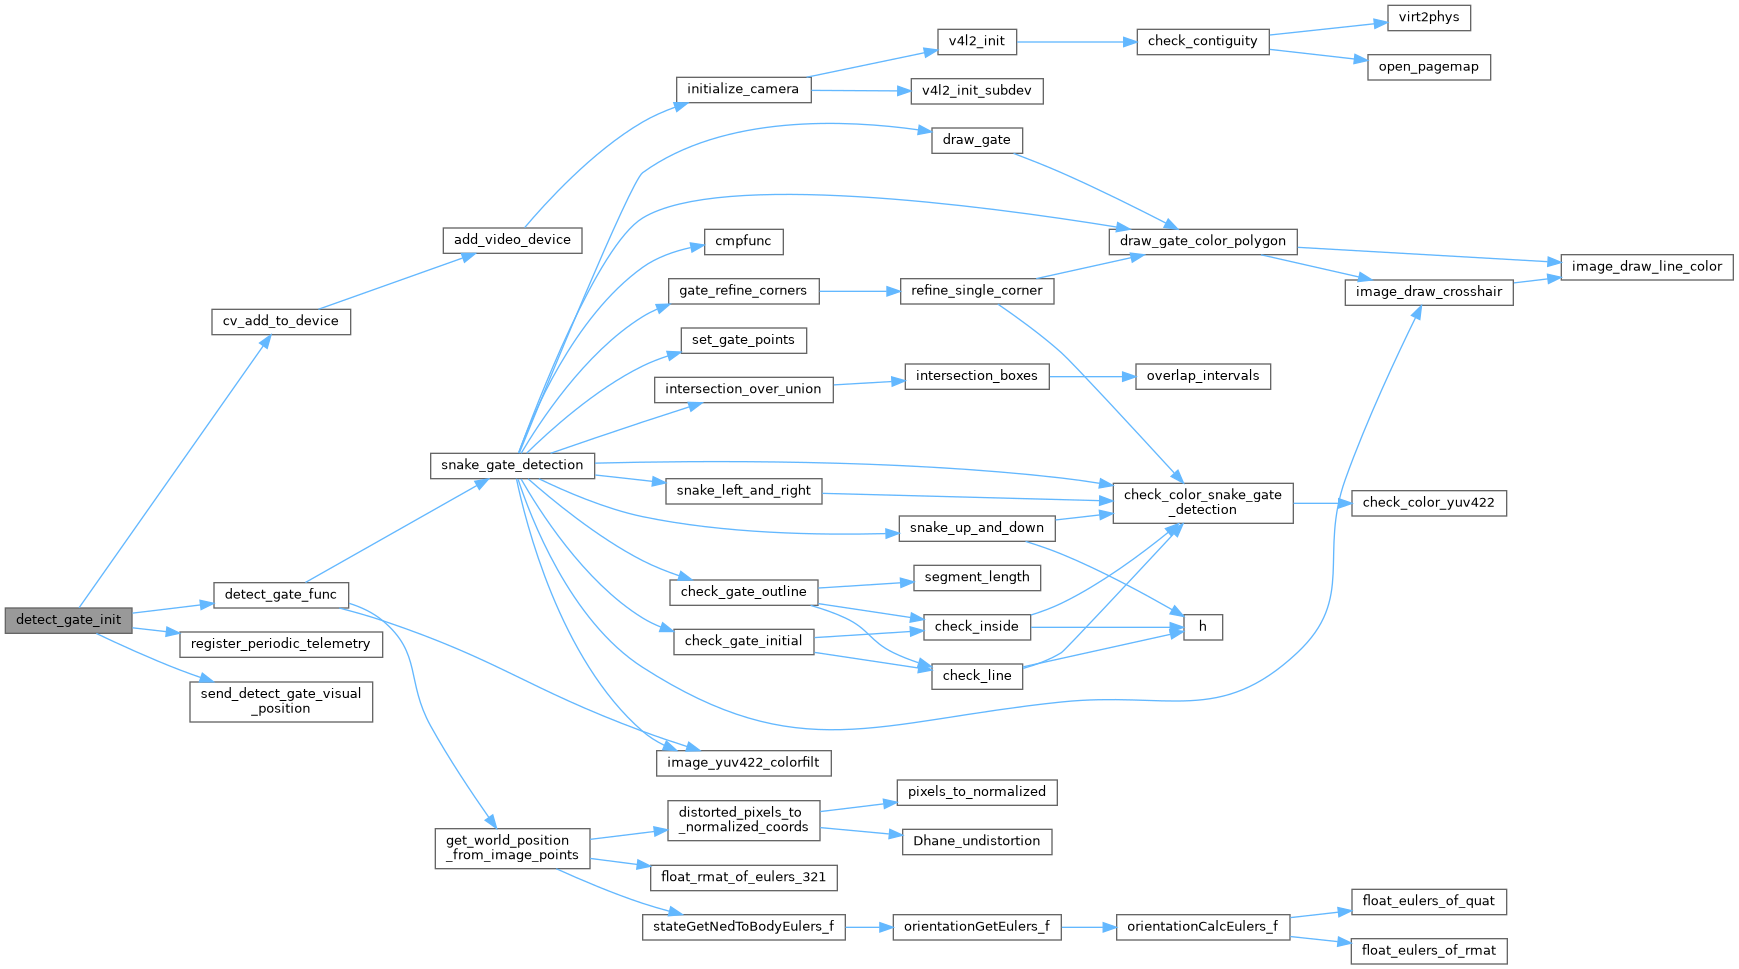 virt2phys
v4l2_init
check_contiguity
open_pagemap
initialize_camera
v4l2_init_subdev
draw_gate
add_video_device
cmpfunc
draw_gate_color_polygon
image_draw_line_color
gate_refine_corners
refine_single_corner
image_draw_crosshair
cv_add_to_device
set_gate_points
intersection_over_union
intersection_boxes
overlap_intervals
snake_gate_detection
snake_left_and_right
check_color_snake_gate
_detection
check_color_yuv422
snake_up_and_down
detect_gate_init
detect_gate_func
check_gate_outline
segment_length
register_periodic_telemetry
check_gate_initial
check_inside
h
check_line
send_detect_gate_visual
_position
image_yuv422_colorfilt
get_world_position
_from_image_points
distorted_pixels_to
_normalized_coords
pixels_to_normalized
Dhane_undistortion
float_rmat_of_eulers_321
stateGetNedToBodyEulers_f
orientationGetEulers_f
orientationCalcEulers_f
float_eulers_of_quat
float_eulers_of_rmat